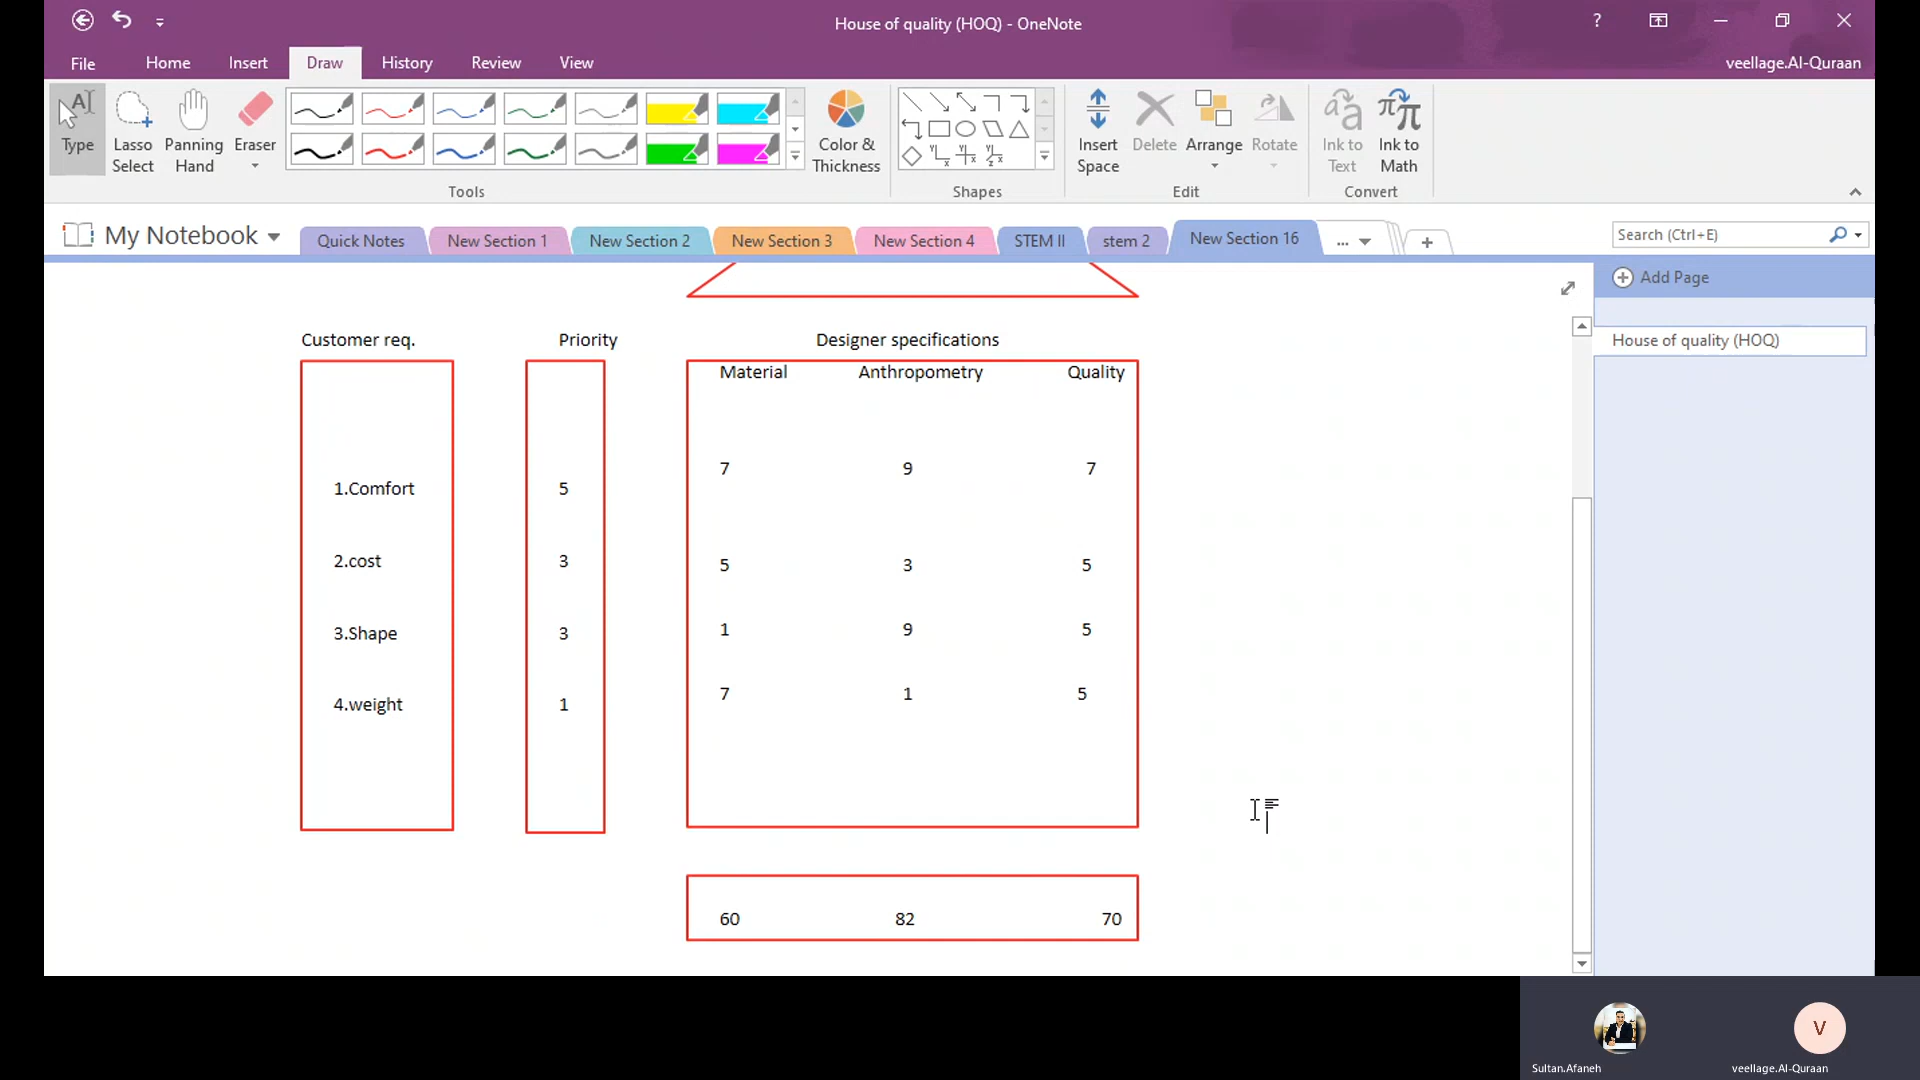 House of quality (HOQ) - OneNote
?
File
Home
Insert
Draw
History
Review
View
veellage.Al-Quraan
Type
Lasso Select
Panning Hand
Eraser
Color & Thickness
Insert Space
Delete
Arrange
Rotate
Ink to Text
Ink to Math
Tools
Shapes
Edit
Convert
My Notebook
Quick Notes
New Section 1
New Section 2
New Section 3
New Section 4
STEM II
stem 2
New Section 16
...
Search (Ctrl+E)
Add Page
House of quality (HOQ)
Customer req. Priority Designer specifications
Material Anthropometry Quality
7 9 7
1.Comfort 5
2.cost 3
5 3 5
3.Shape 3
1 9 5
4.weight 1
7 1 5
60 82 70
V
Sultan.Afaneh
veellage.Al-Quraan